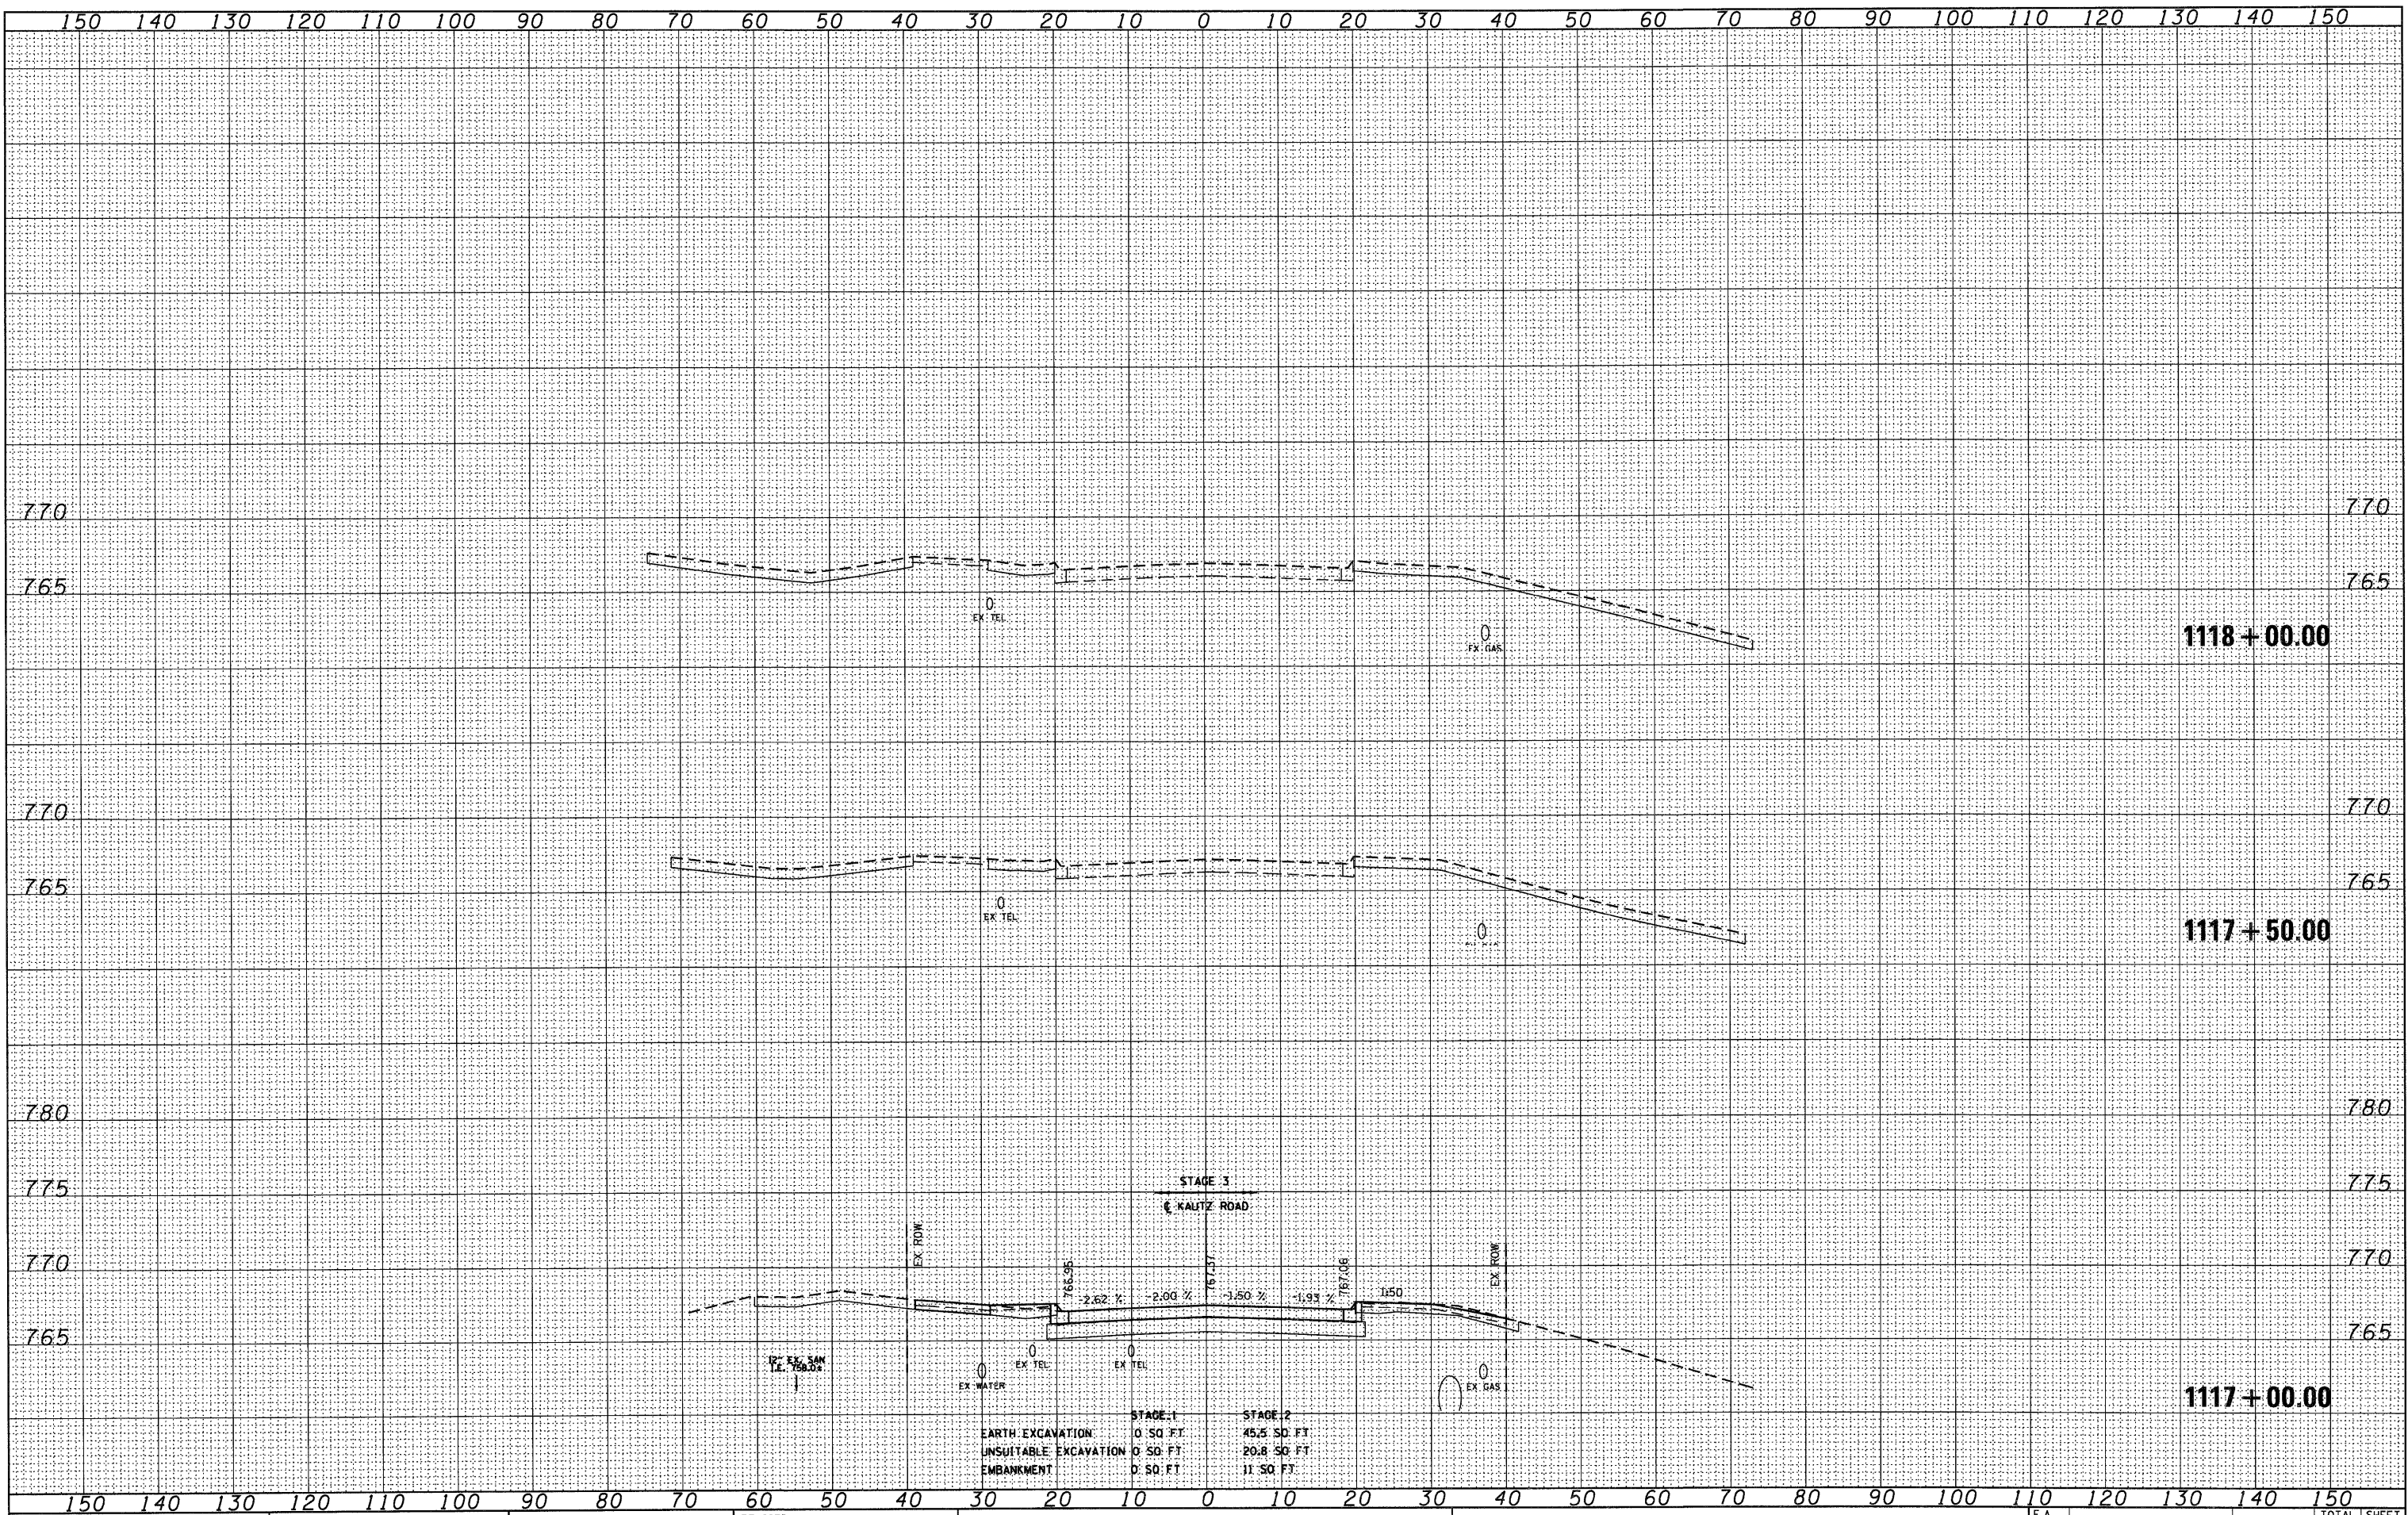 150 140 130 120 110 100 90 80 70 60 50 40 30 20 10 0 10 20 30 40 50 60 70 80 90 100 110 120 130 140 150
770 770
765 765
EX TEL
EX GAS
1118 + 00.00
770 770
765 765
EX TEL
1117 + 50.00
780 780
775 775
STAGE 3
℄ KAUTZ ROAD
770 770
EX ROW
766.95
767.37
767.06
EX ROW
-2.62 % -2.00 % -1.50 % -1.93 % 1:50
765 765
12" EX. SAN
I.E. 758.0±
EX WATER
EX TEL
EX TEL
EX GAS
1117 + 00.00
STAGE 1 STAGE 2
EARTH EXCAVATION 0 SQ FT 45.5 SQ FT
UNSUITABLE EXCAVATION 0 SQ FT 20.8 SQ FT
EMBANKMENT 0 SQ FT 11 SQ FT
150 140 130 120 110 100 90 80 70 60 50 40 30 20 10 0 10 20 30 40 50 60 70 80 90 100 110 120 130 140 150
F.A. TOTAL SHEET